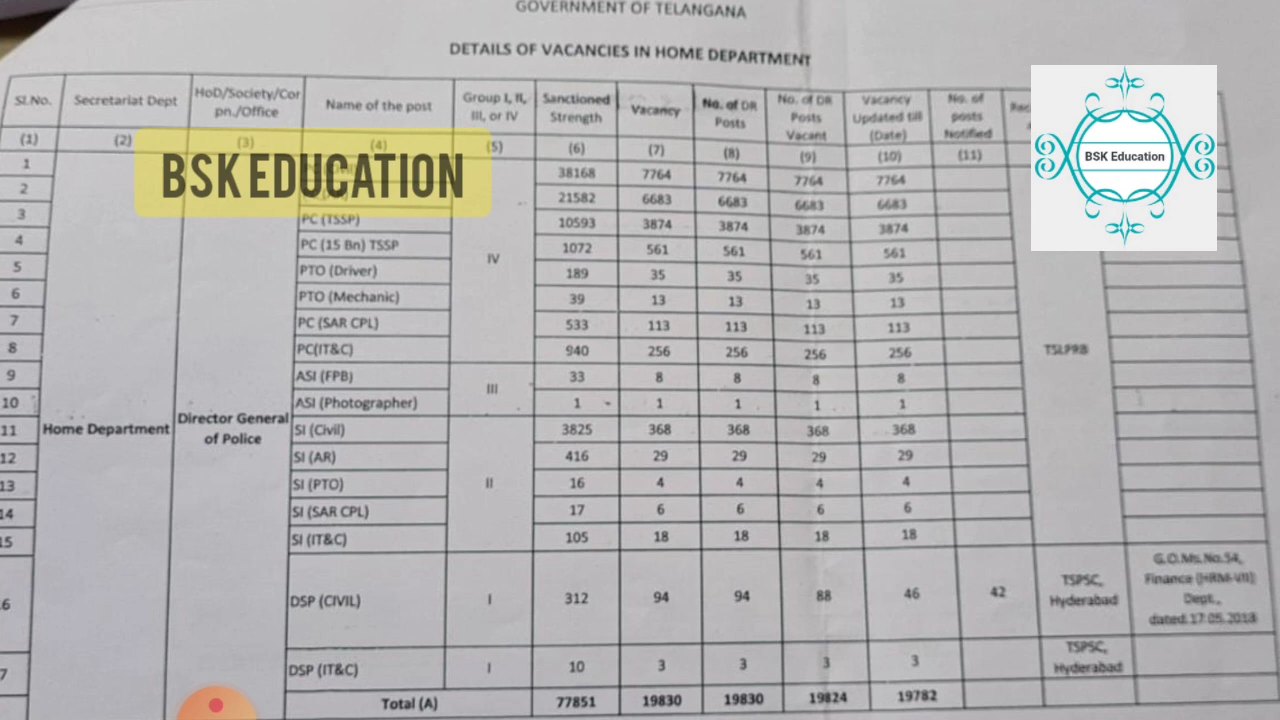 GOVERNMENT OF TELANGANA
DETAILS OF VACANCIES IN HOME DEPARTMENT
Sl.No. Secretariat Dept HoD/Society/Cor pn./Office Name of the post Group I, II, III, or IV Sanctioned Strength Vacancy No. of DR Posts No. of DR Posts Vacant Vacancy Updated till (Date) No. of posts Notified
(1) (2) (3) (4) (5) (6) (7) (8) (9) (10) (11)
BSK EDUCATION
BSK Education
1 38168 7764 7764 7764 7764
2 21582 6683 6683 6683 6683
3 PC (TSSP) 10593 3874 3874 3874 3874
4 PC (15 Bn) TSSP IV 1072 561 561 561 561
5 PTO (Driver) 189 35 35 35 35
6 PTO (Mechanic) 39 13 13 13 13
7 PC (SAR CPL) 533 113 113 113 113
8 PC(IT&C) 940 256 256 256 256 TSLPRB
9 ASI (FPB) III 33 8 8 8 8
10 ASI (Photographer) 1 1 1 1 1
11 Home Department Director General of Police SI (Civil) 3825 368 368 368 368
12 SI (AR) 416 29 29 29 29
13 SI (PTO) II 16 4 4 4 4
14 SI (SAR CPL) 17 6 6 6 6
15 SI (IT&C) 105 18 18 18 18
6 DSP (CIVIL) I 312 94 94 88 46 42 TSPSC, Hyderabad G.O.Ms.No.54, Finance (HRM-VII) Dept., dated.17.05.2018
7 DSP (IT&C) I 10 3 3 3 3 TSPSC, Hyderabad
Total (A) 77851 19830 19830 19824 19782